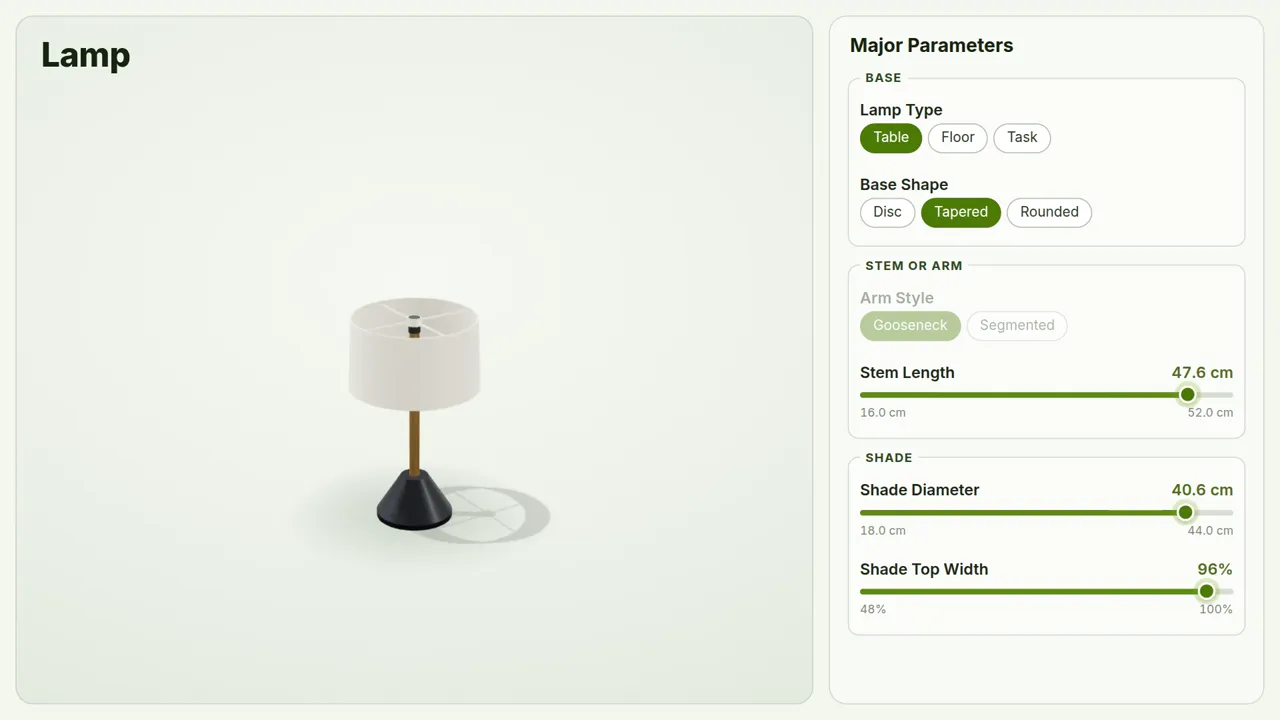 Lamp
Major Parameters
BASE
Lamp Type
Table Floor Task
Base Shape
Disc Tapered Rounded
STEM OR ARM
Arm Style
Gooseneck Segmented
Stem Length 47.6 cm
16.0 cm 52.0 cm
SHADE
Shade Diameter 40.6 cm
18.0 cm 44.0 cm
Shade Top Width 96%
48% 100%